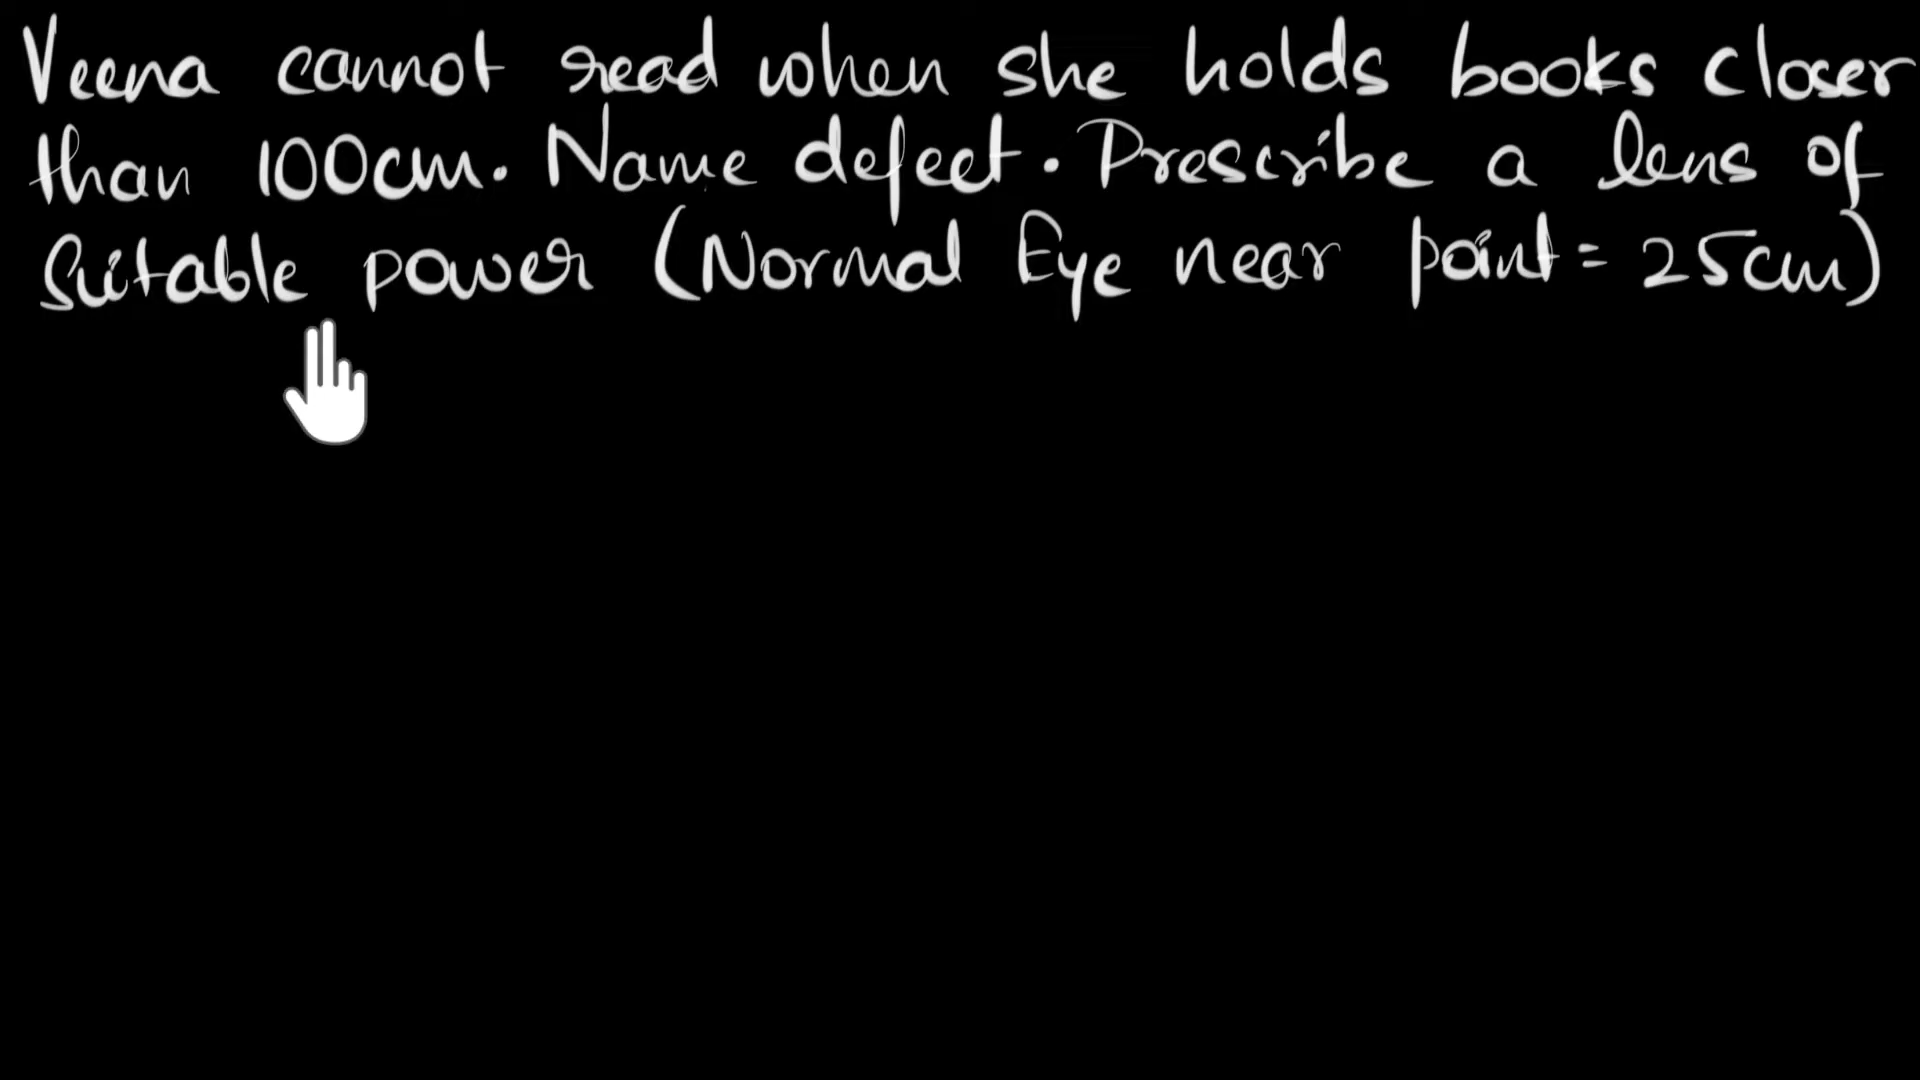 Veena cannot read when she holds books closer
than 100cm. Name defect. Prescribe a lens of
Suitable power (Normal Eye near point = 25cm)